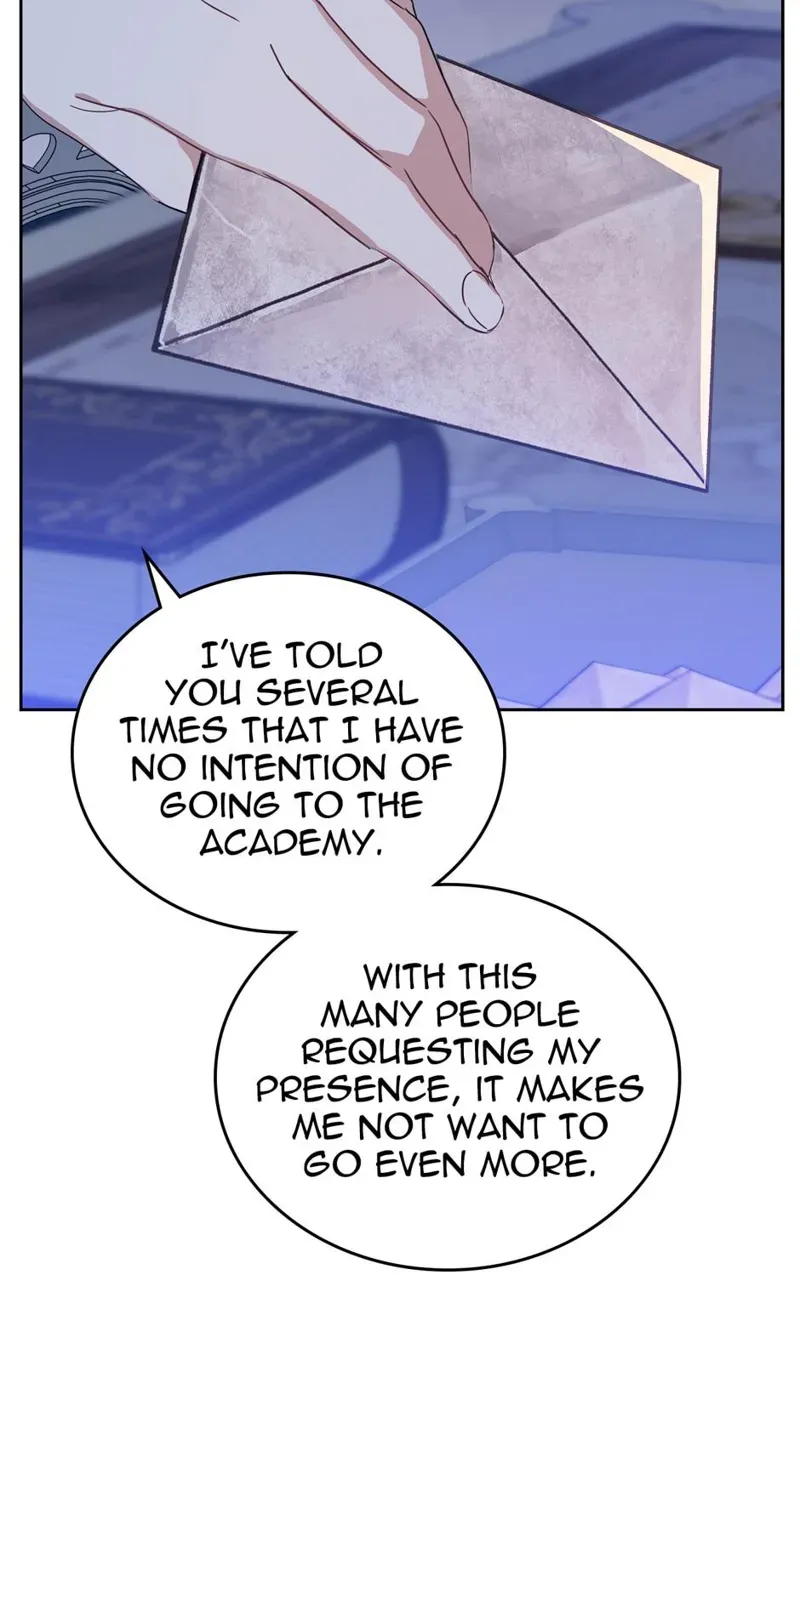 I'VE TOLD
YOU SEVERAL
TIMES THAT I HAVE
NO INTENTION OF
GOING TO THE
ACADEMY.
WITH THIS
MANY PEOPLE
REQUESTING MY
PRESENCE, IT MAKES
ME NOT WANT TO
GO EVEN MORE.